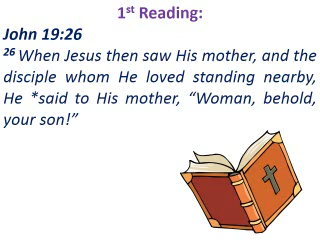 1st Reading:
John 19:26
26 When Jesus then saw His mother, and the
disciple whom He loved standing nearby,
He *said to His mother, “Woman, behold,
your son!”